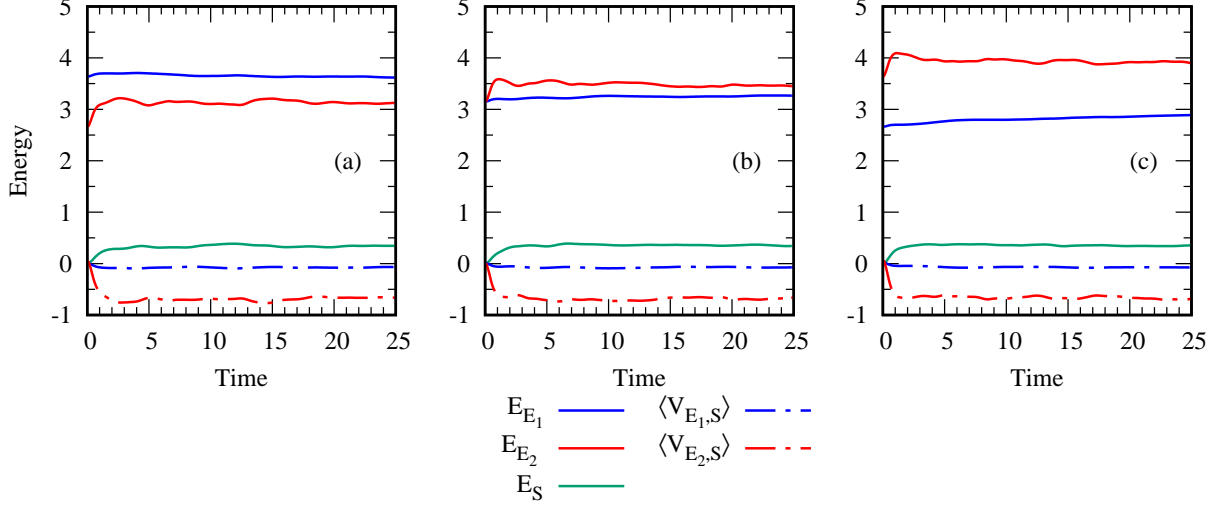 5 5 5
4 4 4
3 3 3
Energy
2 (a) 2 (b) 2 (c)
1 1 1
0 0 0
-1 -1 -1
0 5 10 15 20 25 0 5 10 15 20 25 0 5 10 15 20 25
Time Time Time
E_{E_1} ⟨V_{E_1,S}⟩
E_{E_2} ⟨V_{E_2,S}⟩
E_S